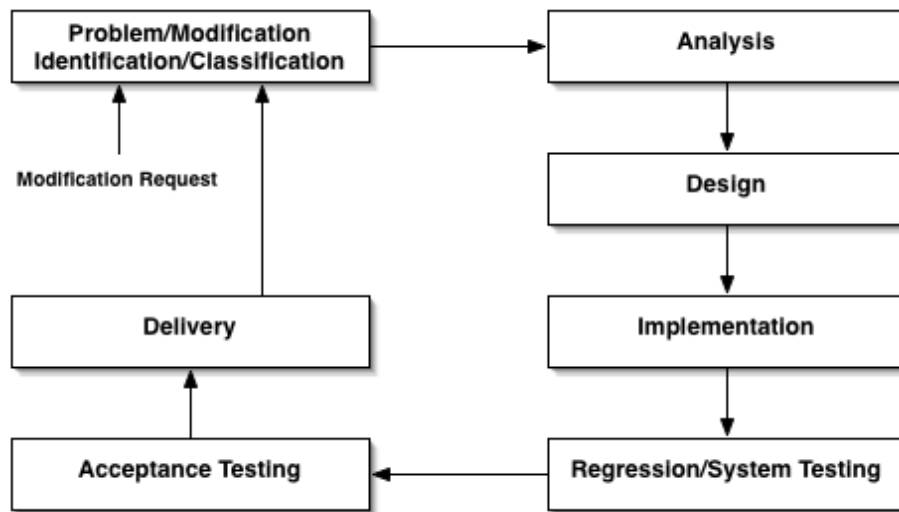 Problem/Modification
Identification/Classification
Analysis
Modification Request
Design
Delivery
Implementation
Acceptance Testing
Regression/System Testing